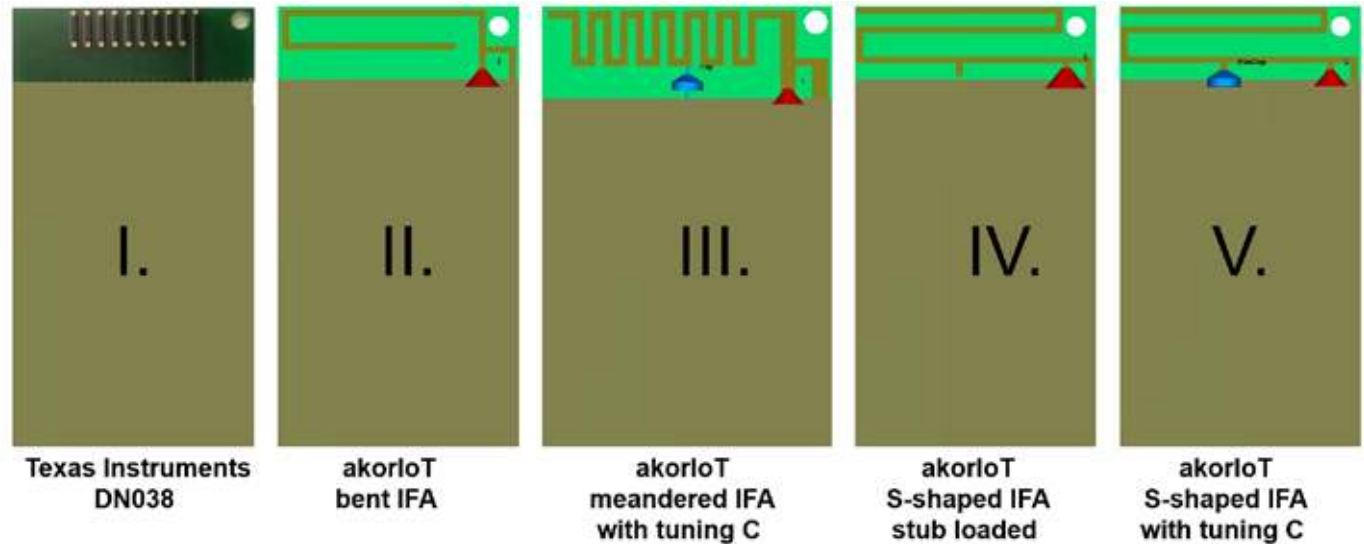 I.
II.
III.
IV.
V.
Texas Instruments
DN038
akorIoT
bent IFA
akorIoT
meandered IFA
with tuning C
akorIoT
S-shaped IFA
stub loaded
akorIoT
S-shaped IFA
with tuning C